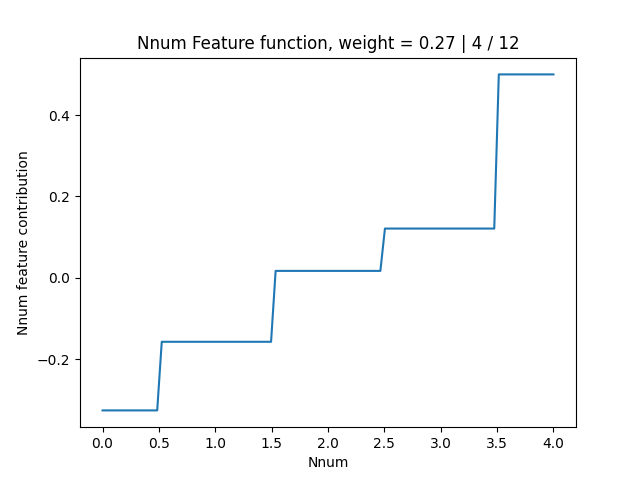 Nnum Feature function, weight = 0.27 | 4 / 12
0.4
0.2
0.0
−0.2
Nnum feature contribution
0.0 0.5 1.0 1.5 2.0 2.5 3.0 3.5 4.0
Nnum